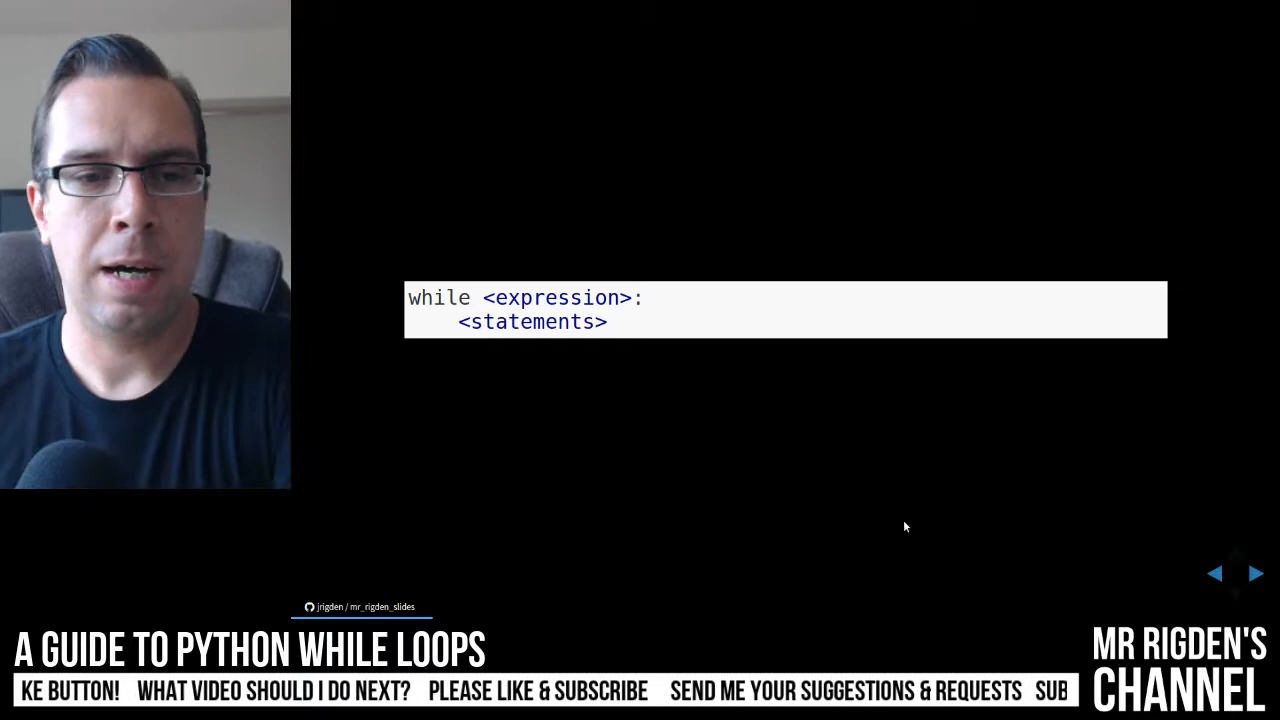 while <expression>:
    <statements>
jrigden / mr_rigden_slides
A GUIDE TO PYTHON WHILE LOOPS
KE BUTTON! WHAT VIDEO SHOULD I DO NEXT? PLEASE LIKE & SUBSCRIBE SEND ME YOUR SUGGESTIONS & REQUESTS SUB
MR RIGDEN'S
CHANNEL